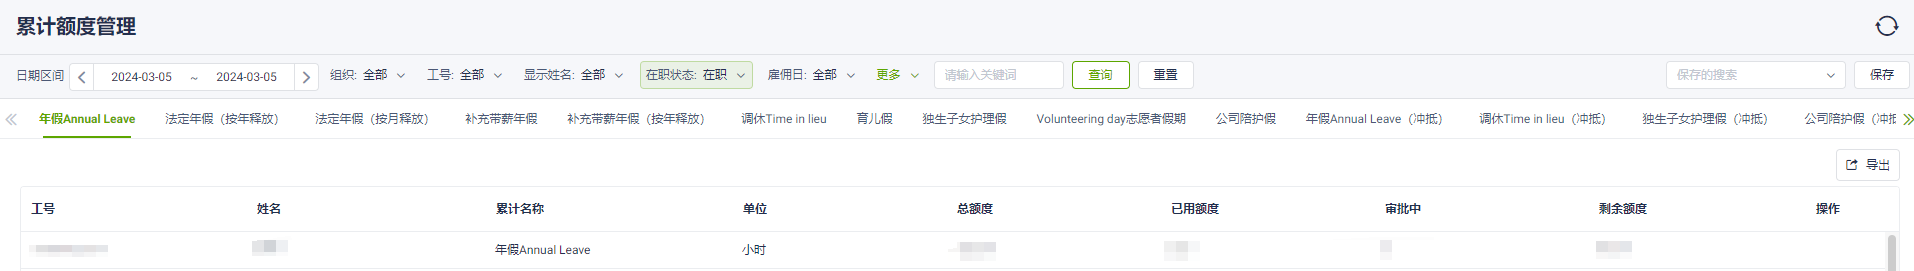 累计额度管理
日期区间 2024-03-05 ~ 2024-03-05 组织: 全部 工号: 全部 显示姓名: 全部 在职状态: 在职 雇佣日: 全部 更多 请输入关键词 查询 重置 保存的搜索 保存
年假Annual Leave 法定年假（按年释放） 法定年假（按月释放） 补充带薪年假 补充带薪年假（按年释放） 调休Time in lieu 育儿假 独生子女护理假 Volunteering day志愿者假期 公司陪护假 年假Annual Leave（冲抵） 调休Time in lieu（冲抵） 独生子女护理假（冲抵） 公司陪护假（冲抵
导出
工号 姓名 累计名称 单位 总额度 已用额度 审批中 剩余额度 操作
年假Annual Leave 小时